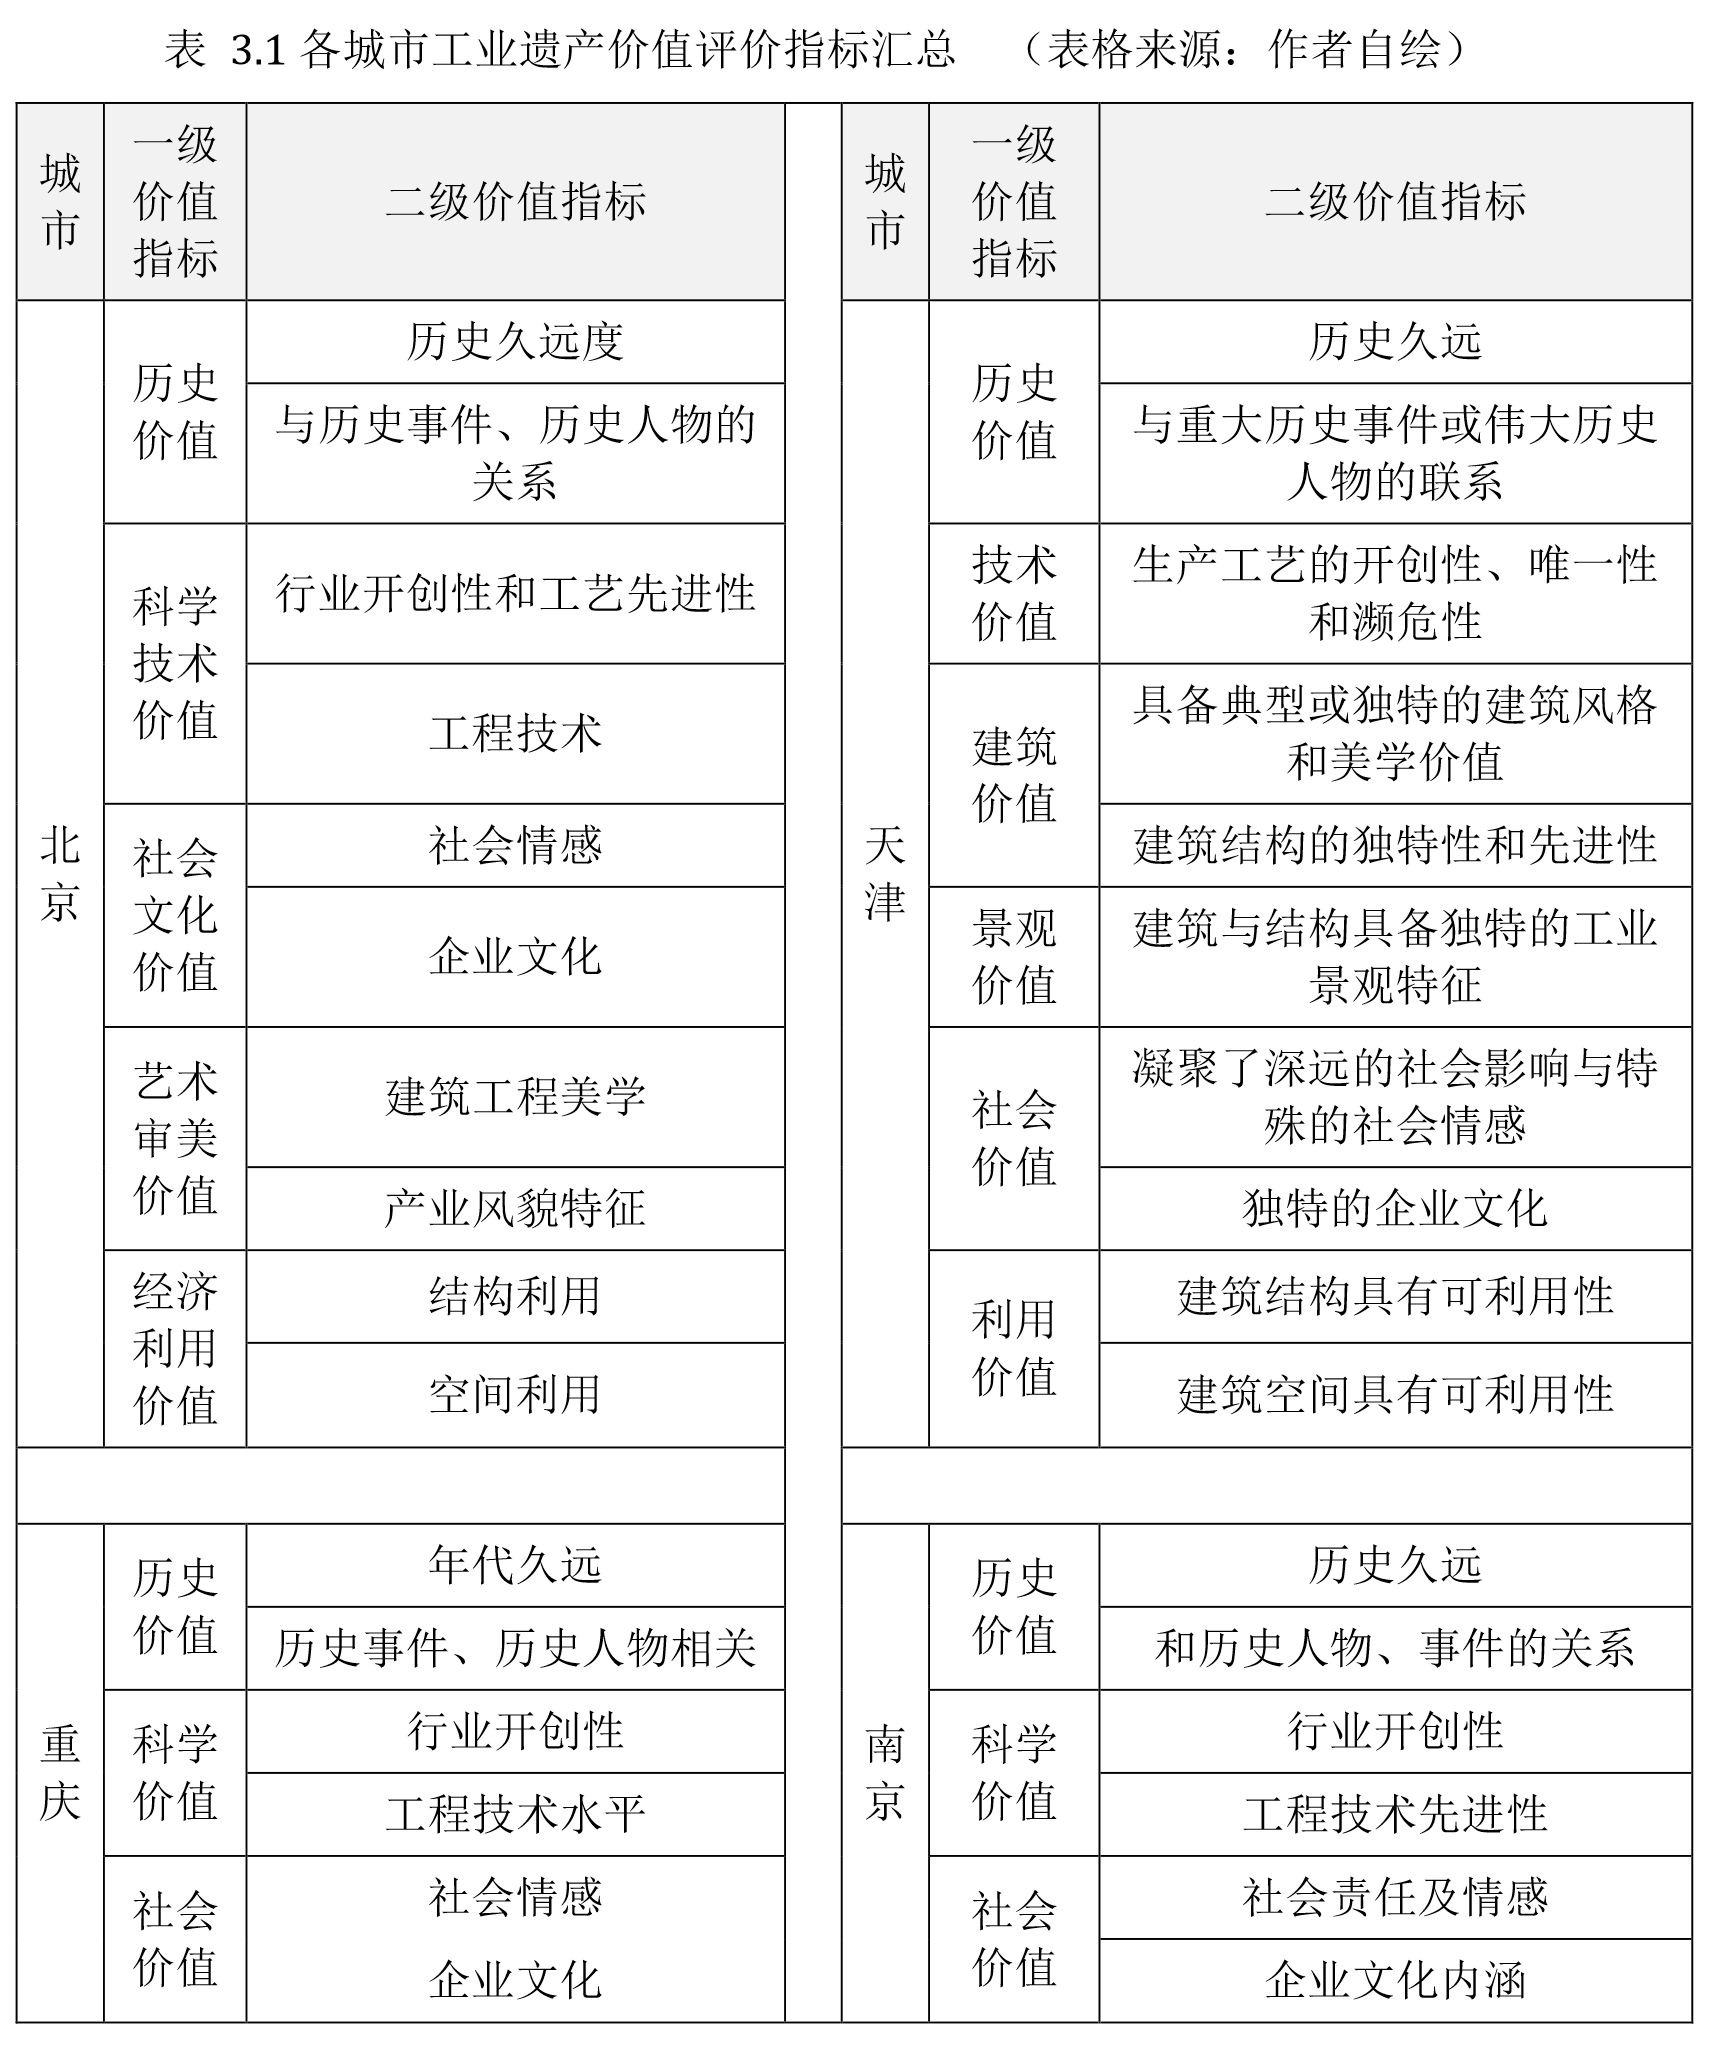 表 3.1 各城市工业遗产价值评价指标汇总 （表格来源：作者自绘）
城
市
一级
价值
指标
二级价值指标
北
京
历史
价值
历史久远度
与历史事件、历史人物的
关系
科学
技术
价值
行业开创性和工艺先进性
工程技术
社会
文化
价值
社会情感
企业文化
艺术
审美
价值
建筑工程美学
产业风貌特征
经济
利用
价值
结构利用
空间利用
重
庆
历史
价值
年代久远
历史事件、历史人物相关
科学
价值
行业开创性
工程技术水平
社会
价值
社会情感
企业文化
城
市
一级
价值
指标
二级价值指标
天
津
历史
价值
历史久远
与重大历史事件或伟大历史
人物的联系
技术
价值
生产工艺的开创性、唯一性
和濒危性
建筑
价值
具备典型或独特的建筑风格
和美学价值
建筑结构的独特性和先进性
景观
价值
建筑与结构具备独特的工业
景观特征
社会
价值
凝聚了深远的社会影响与特
殊的社会情感
独特的企业文化
利用
价值
建筑结构具有可利用性
建筑空间具有可利用性
南
京
历史
价值
历史久远
和历史人物、事件的关系
科学
价值
行业开创性
工程技术先进性
社会
价值
社会责任及情感
企业文化内涵